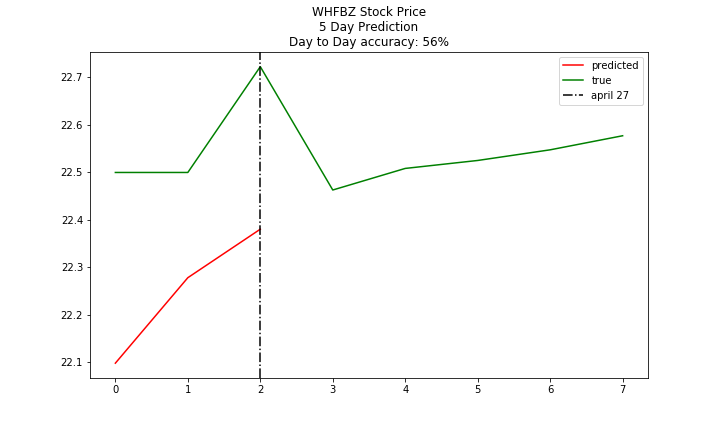 WHFBZ Stock Price
5 Day Prediction
Day to Day accuracy: 56%
predicted
true
april 27
22.7
22.6
22.5
22.4
22.3
22.2
22.1
0 1 2 3 4 5 6 7